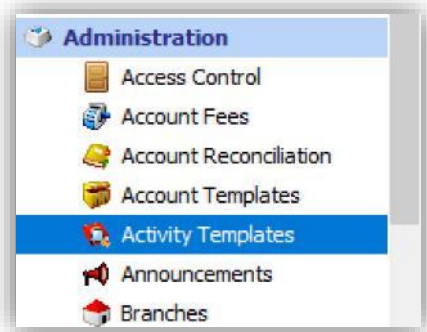 Administration
Access Control
Account Fees
Account Reconciliation
Account Templates
Activity Templates
Announcements
Branches